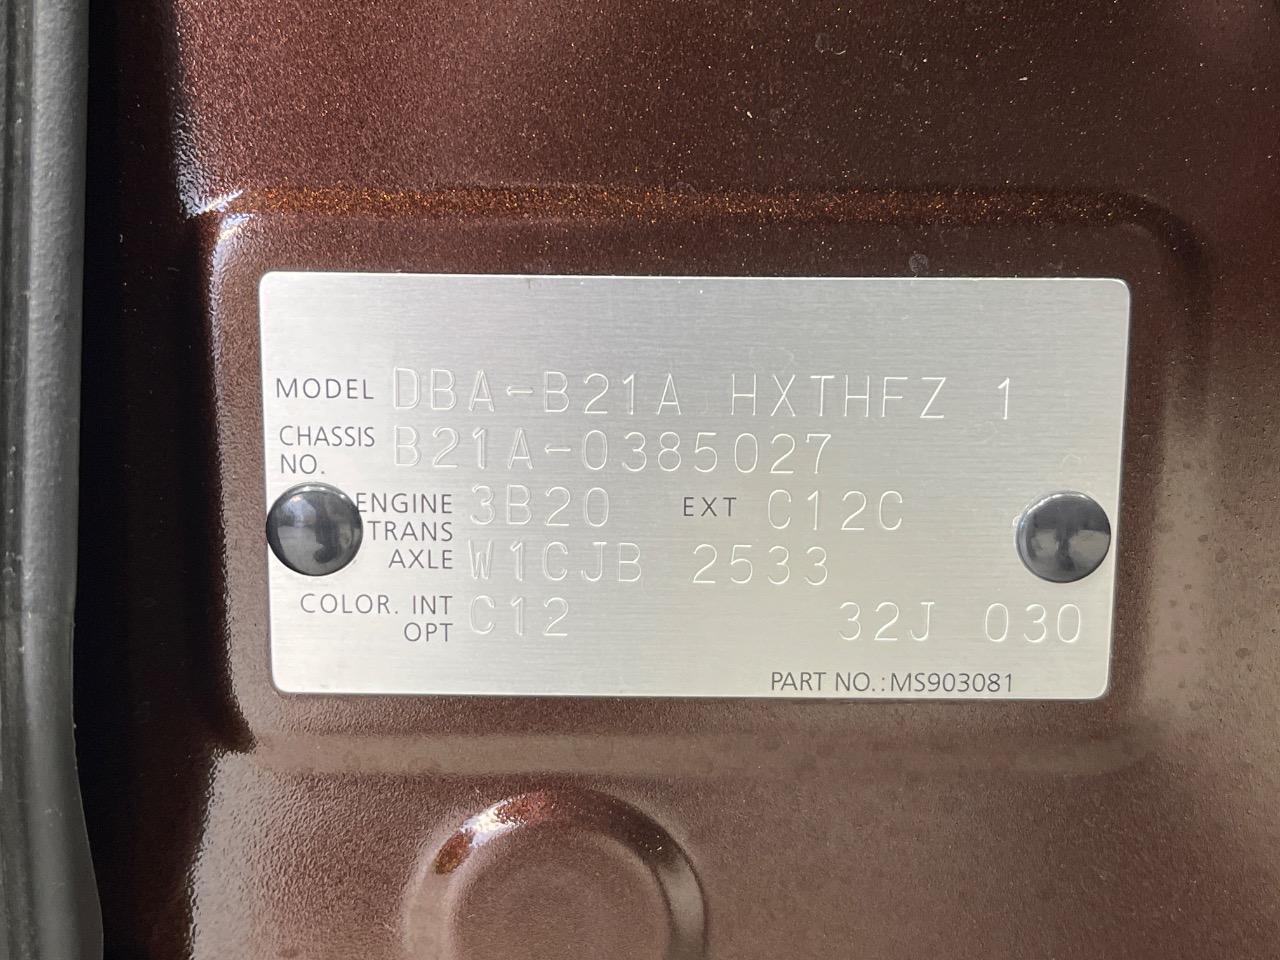 MODEL DBA-B21A HXTHFZ 1
CHASSIS NO. B21A-0385027
ENGINE 3B20 EXT C12C
TRANS AXLE W1CJB 2533
COLOR. INT OPT C12 32J 030
PART NO.:MS903081